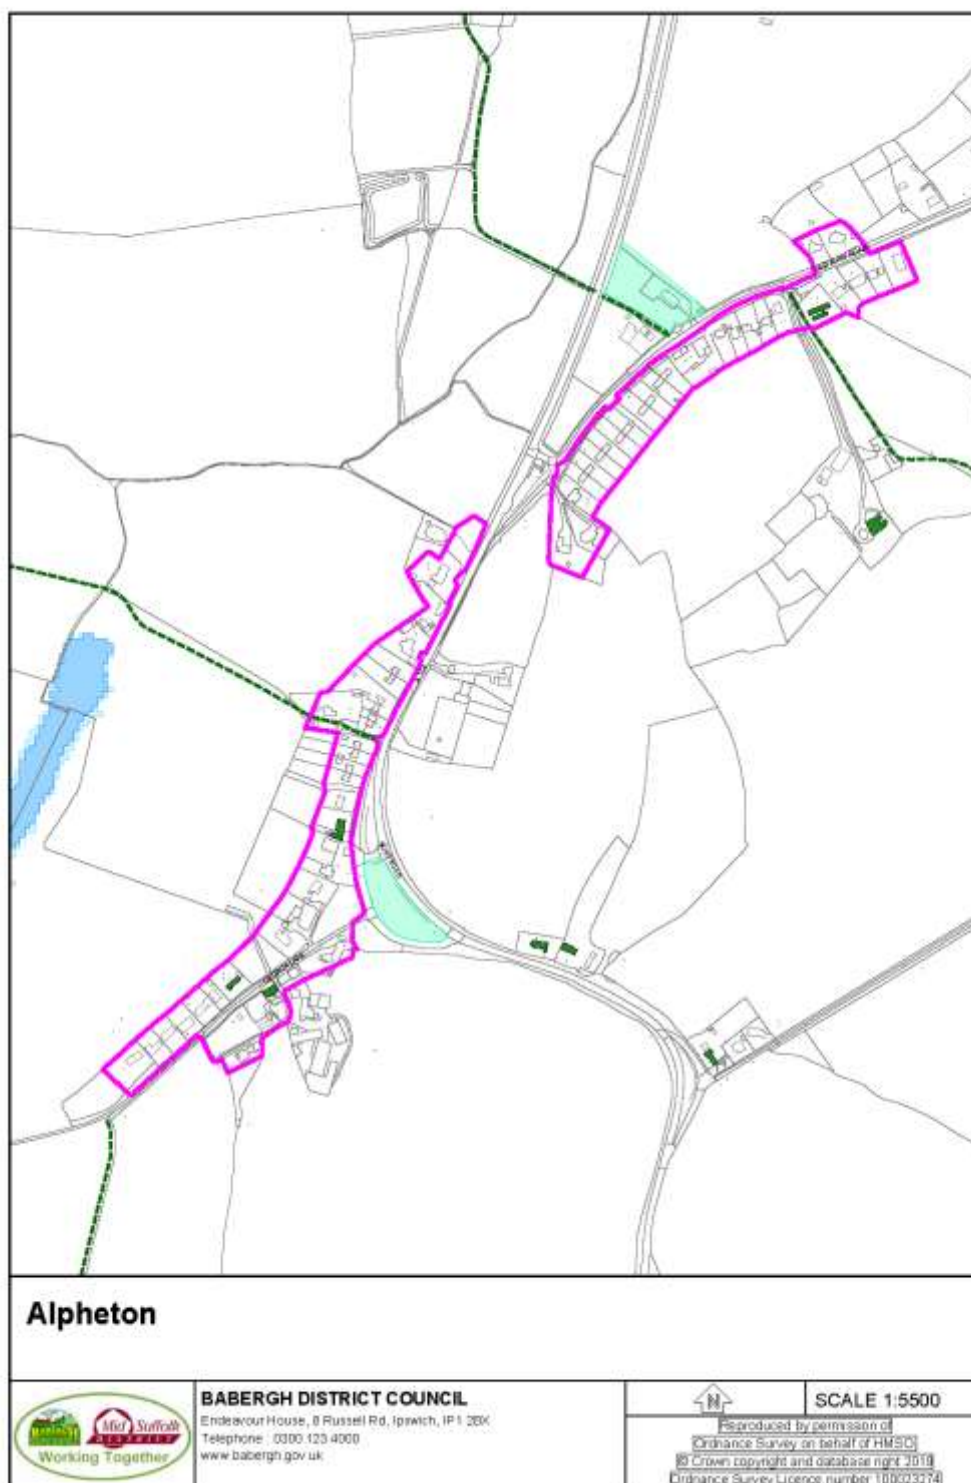 Alpheton
BABERGH DISTRICT COUNCIL
Endeavour House, 8 Russell Rd, Ipswich, IP1 2BX
Telephone : 0300 123 4000
www.babergh.gov.uk
Mid Suffolk
DISTRICT
Working Together
N
SCALE 1:5500
Reproduced by permission of
Ordnance Survey on behalf of HMSO
© Crown copyright and database right 2019
Ordnance Survey Licence number 100023274